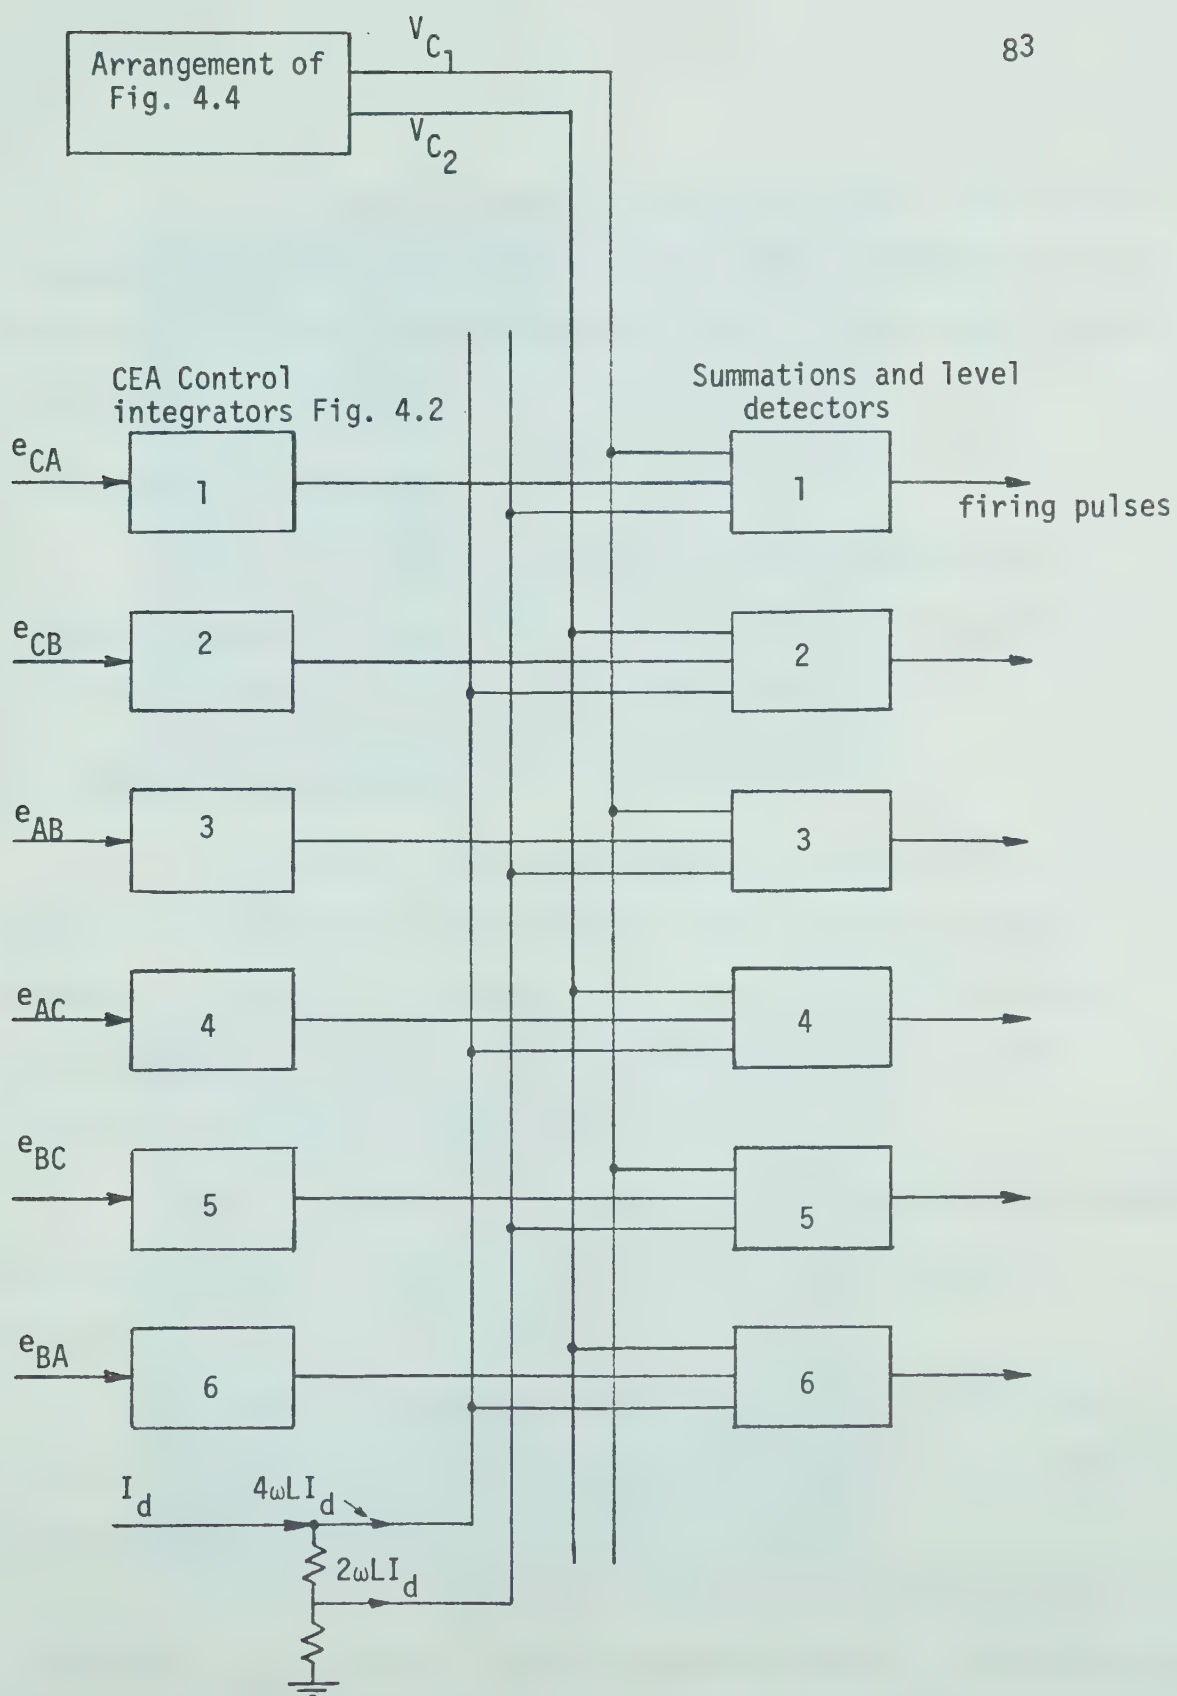 83
V_C1
Arrangement of
Fig. 4.4
V_C2
CEA Control
integrators Fig. 4.2
Summations and level
detectors
e_CA
1
1
firing pulses
e_CB
2
2
e_AB
3
3
e_AC
4
4
e_BC
5
5
e_BA
6
6
I_d
4ωLI_d
2ωLI_d